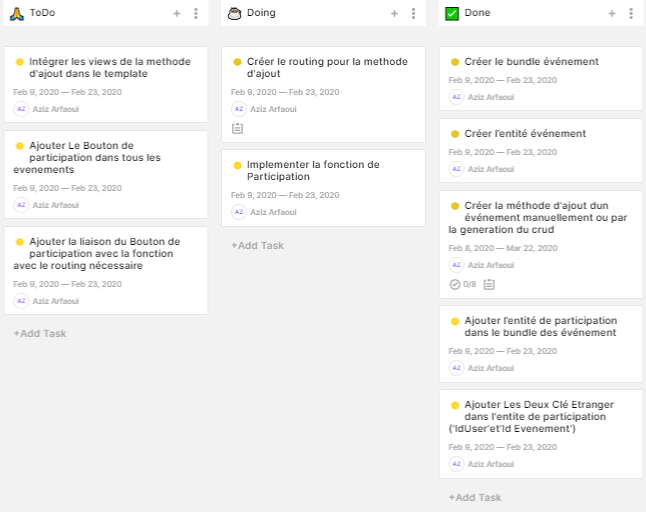 ToDo
Intégrer les views de la methode
d'ajout dans le template
Feb 9, 2020 — Feb 23, 2020
AZ Aziz Arfaoui
Ajouter Le Bouton de
participation dans tous les
evenements
Feb 9, 2020 — Feb 23, 2020
AZ Aziz Arfaoui
Ajouter la liaison du Bouton de
participation avec la fonction
avec le routing nécessaire
Feb 9, 2020 — Feb 23, 2020
AZ Aziz Arfaoui
+Add Task
Doing
Créer le routing pour la methode
d'ajout
Feb 9, 2020 — Feb 23, 2020
AZ Aziz Arfaoui
Implementer la fonction de
Participation
Feb 9, 2020 — Feb 23, 2020
AZ Aziz Arfaoui
+Add Task
Done
Créer le bundle événement
Feb 9, 2020 — Feb 23, 2020
AZ Aziz Arfaoui
Créer l'entité événement
Feb 9, 2020 — Feb 23, 2020
AZ Aziz Arfaoui
Créer la méthode d'ajout dun
événement manuellement ou par
la generation du crud
Feb 8, 2020 — Mar 22, 2020
AZ Aziz Arfaoui
0/8
Ajouter l'entité de participation
dans le bundle des événement
Feb 9, 2020 — Feb 23, 2020
AZ Aziz Arfaoui
Ajouter Les Deux Clé Etranger
dans l'entite de participation
('IdUser'et'Id Evenement')
Feb 9, 2020 — Feb 23, 2020
AZ Aziz Arfaoui
+Add Task